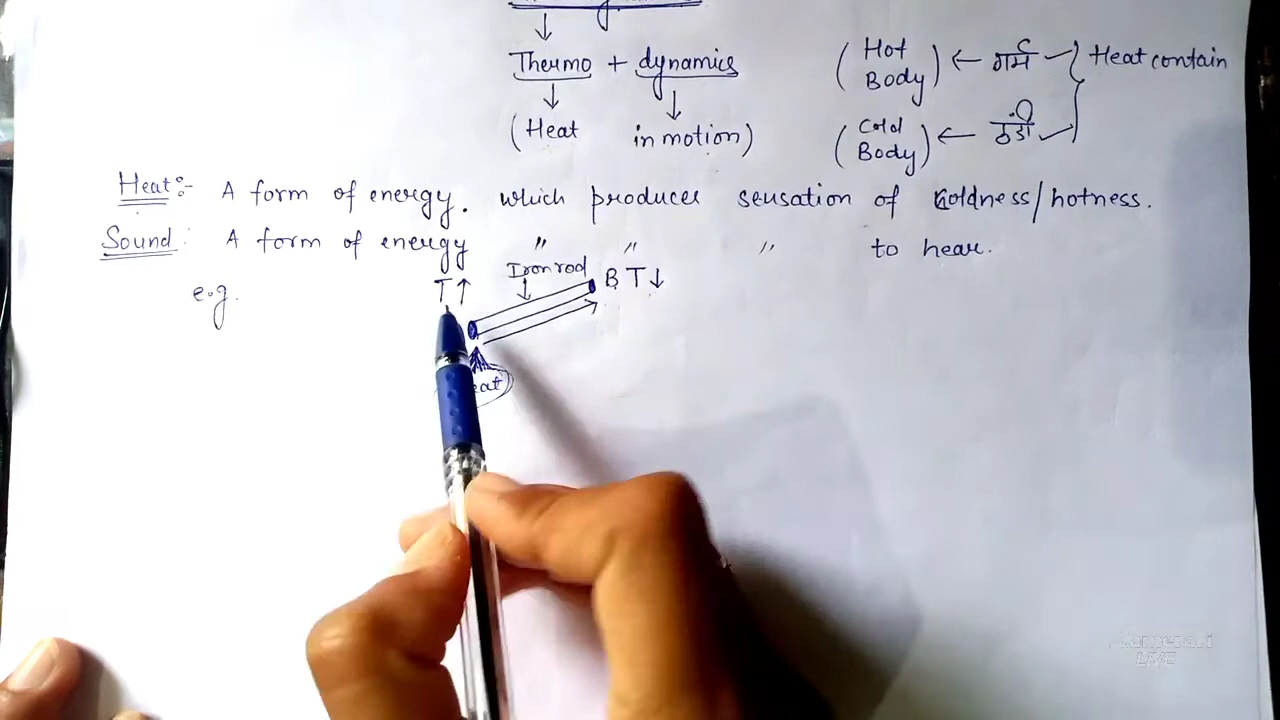 Thermo + dynamics
(Heat in motion)
(Hot Body) ← गर्म
(Cold Body) ← ठंडी
Heat contain
Heat:- A form of energy. which produces sensation of coldness/hotness.
Sound: A form of energy " " " to hear.
e.g.
T↑
Iron rod
B T↓
LIVE